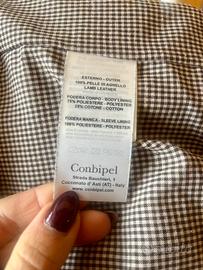 ESTERNO - OUTER
100% PELLE DI AGNELLO
LAMB LEATHER
FODERA CORPO - BODY LINING
75% POLIESTERE - POLYESTER
25% COTONE - COTTON
FODERA MANICA - SLEEVE LINING
100% POLIESTERE - POLYESTER
Conbipel
Strada Bauchieri, 1
Cocconato d'Asti (AT) - Italy
www.conbipel.com